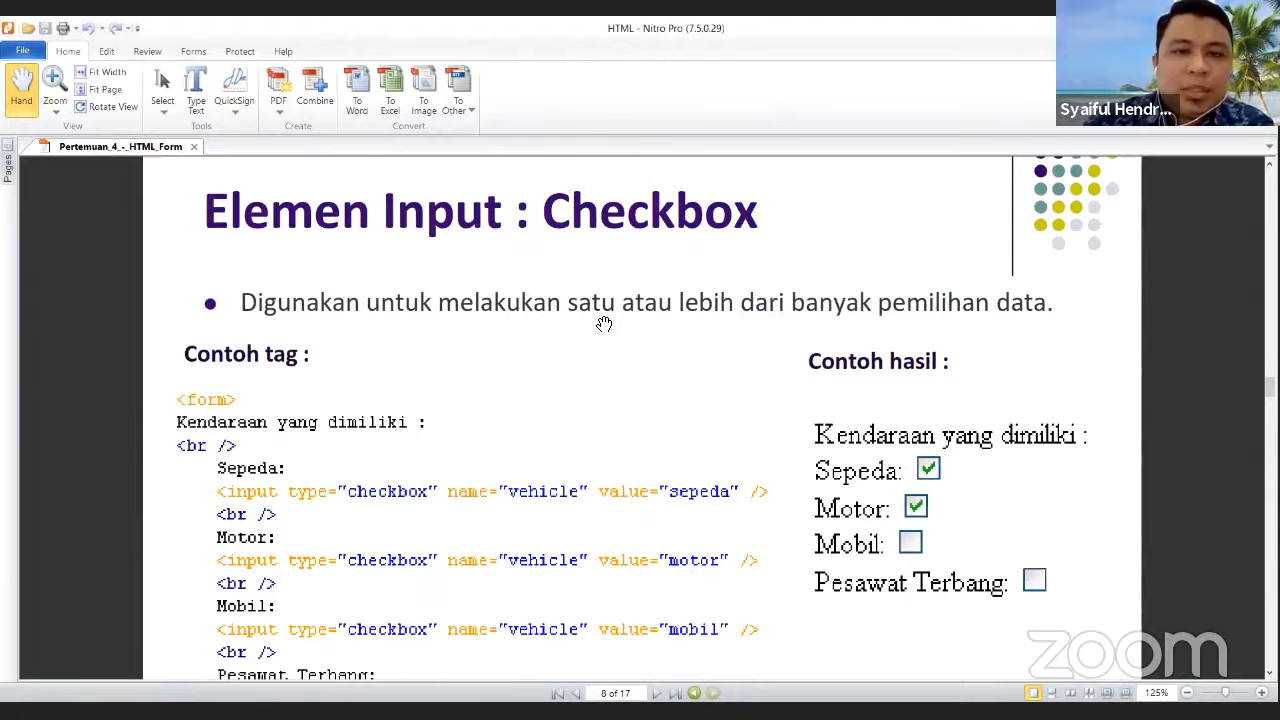 HTML - Nitro Pro (7.5.0.29)
File Home Edit Review Forms Protect Help
Hand
Zoom
Fit Width
Fit Page
Rotate View
View
Select
Type Text
QuickSign
Tools
PDF
Combine
Create
To Word
To Excel
To Image
To Other
Convert
Syaiful Hendr...
Pertemuan_4_-_HTML_Form
Pages
Elemen Input : Checkbox
Digunakan untuk melakukan satu atau lebih dari banyak pemilihan data.
Contoh tag :
<form>
Kendaraan yang dimiliki :
<br />
Sepeda:
<input type="checkbox" name="vehicle" value="sepeda" />
<br />
Motor:
<input type="checkbox" name="vehicle" value="motor" />
<br />
Mobil:
<input type="checkbox" name="vehicle" value="mobil" />
<br />
Pesawat Terbang:
Contoh hasil :
Kendaraan yang dimiliki :
Sepeda:
Motor:
Mobil:
Pesawat Terbang:
zoom
8 of 17
125%